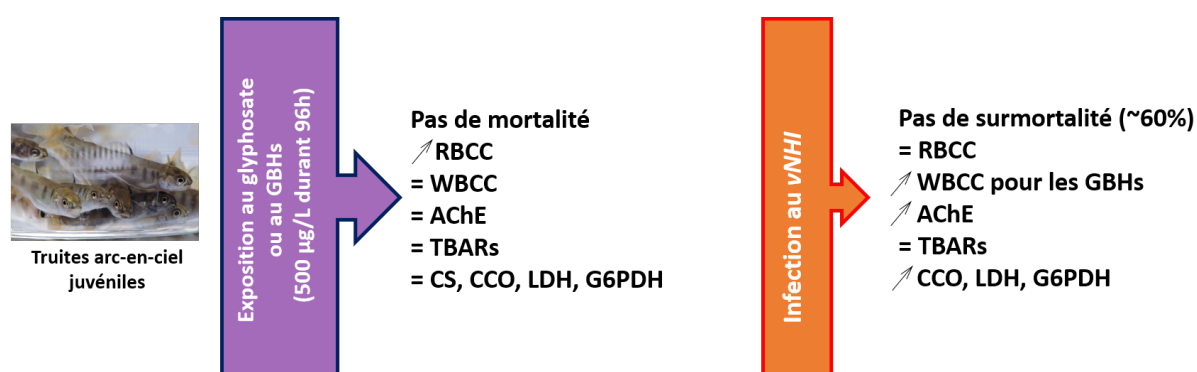 Truites arc-en-ciel
juvéniles
Exposition au glyphosate
ou au GBHs
(500 µg/L durant 96h)
Pas de mortalité
↗ RBCC
= WBCC
= AChE
= TBARs
= CS, CCO, LDH, G6PDH
Infection au vNHI
Pas de surmortalité (~60%)
= RBCC
↗ WBCC pour les GBHs
↗ AChE
= TBARs
↗ CCO, LDH, G6PDH